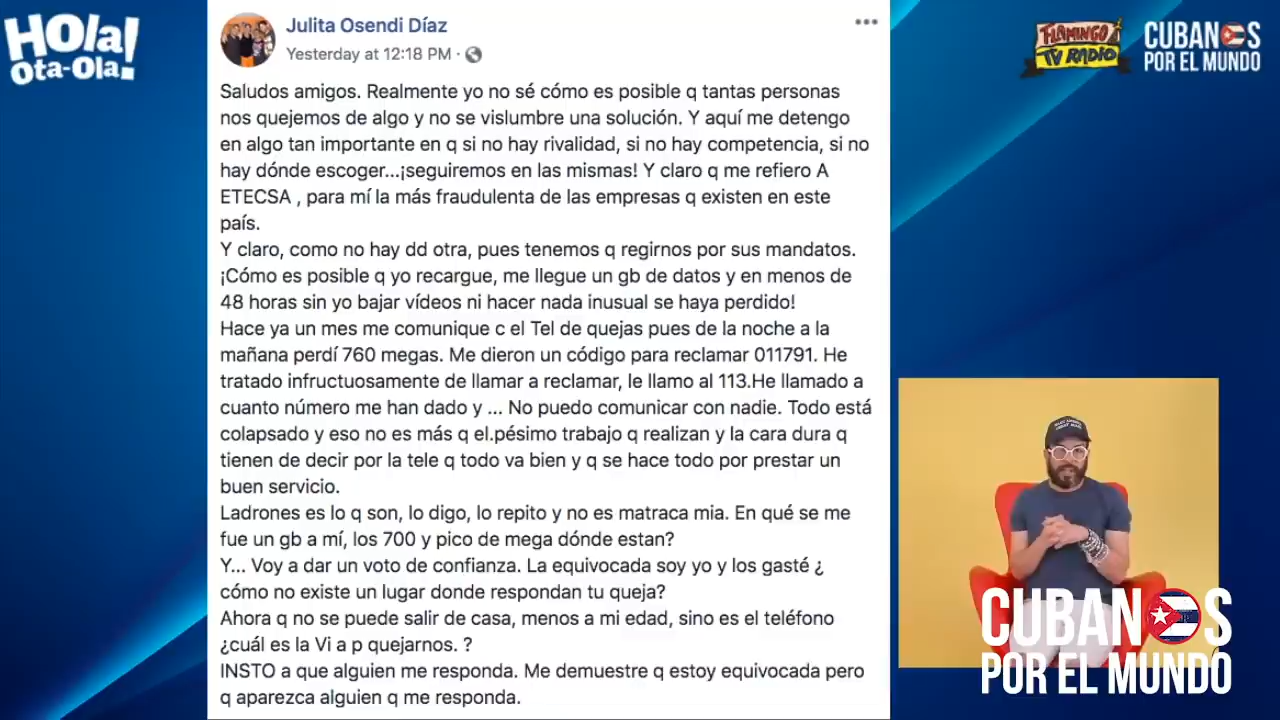 HOla!
Ota-Ola!
Julita Osendi Díaz
Yesterday at 12:18 PM ·
Saludos amigos. Realmente yo no sé cómo es posible q tantas personas
nos quejemos de algo y no se vislumbre una solución. Y aquí me detengo
en algo tan importante en q si no hay rivalidad, si no hay competencia, si no
hay dónde escoger...¡seguiremos en las mismas! Y claro q me refiero A
ETECSA , para mí la más fraudulenta de las empresas q existen en este
país.
Y claro, como no hay dd otra, pues tenemos q regirnos por sus mandatos.
¡Cómo es posible q yo recargue, me llegue un gb de datos y en menos de
48 horas sin yo bajar vídeos ni hacer nada inusual se haya perdido!
Hace ya un mes me comunique c el Tel de quejas pues de la noche a la
mañana perdí 760 megas. Me dieron un código para reclamar 011791. He
tratado infructuosamente de llamar a reclamar, le llamo al 113.He llamado a
cuanto número me han dado y ... No puedo comunicar con nadie. Todo está
colapsado y eso no es más q el.pésimo trabajo q realizan y la cara dura q
tienen de decir por la tele q todo va bien y q se hace todo por prestar un
buen servicio.
Ladrones es lo q son, lo digo, lo repito y no es matraca mia. En qué se me
fue un gb a mí, los 700 y pico de mega dónde estan?
Y... Voy a dar un voto de confianza. La equivocada soy yo y los gasté ¿
cómo no existe un lugar donde respondan tu queja?
Ahora q no se puede salir de casa, menos a mi edad, sino es el teléfono
¿cuál es la Vi a p quejarnos. ?
INSTO a que alguien me responda. Me demuestre q estoy equivocada pero
q aparezca alguien q me responda.
FLAMINGO
TV RADIO
CUBANOS
POR EL MUNDO
CUBANOS
POR EL MUNDO